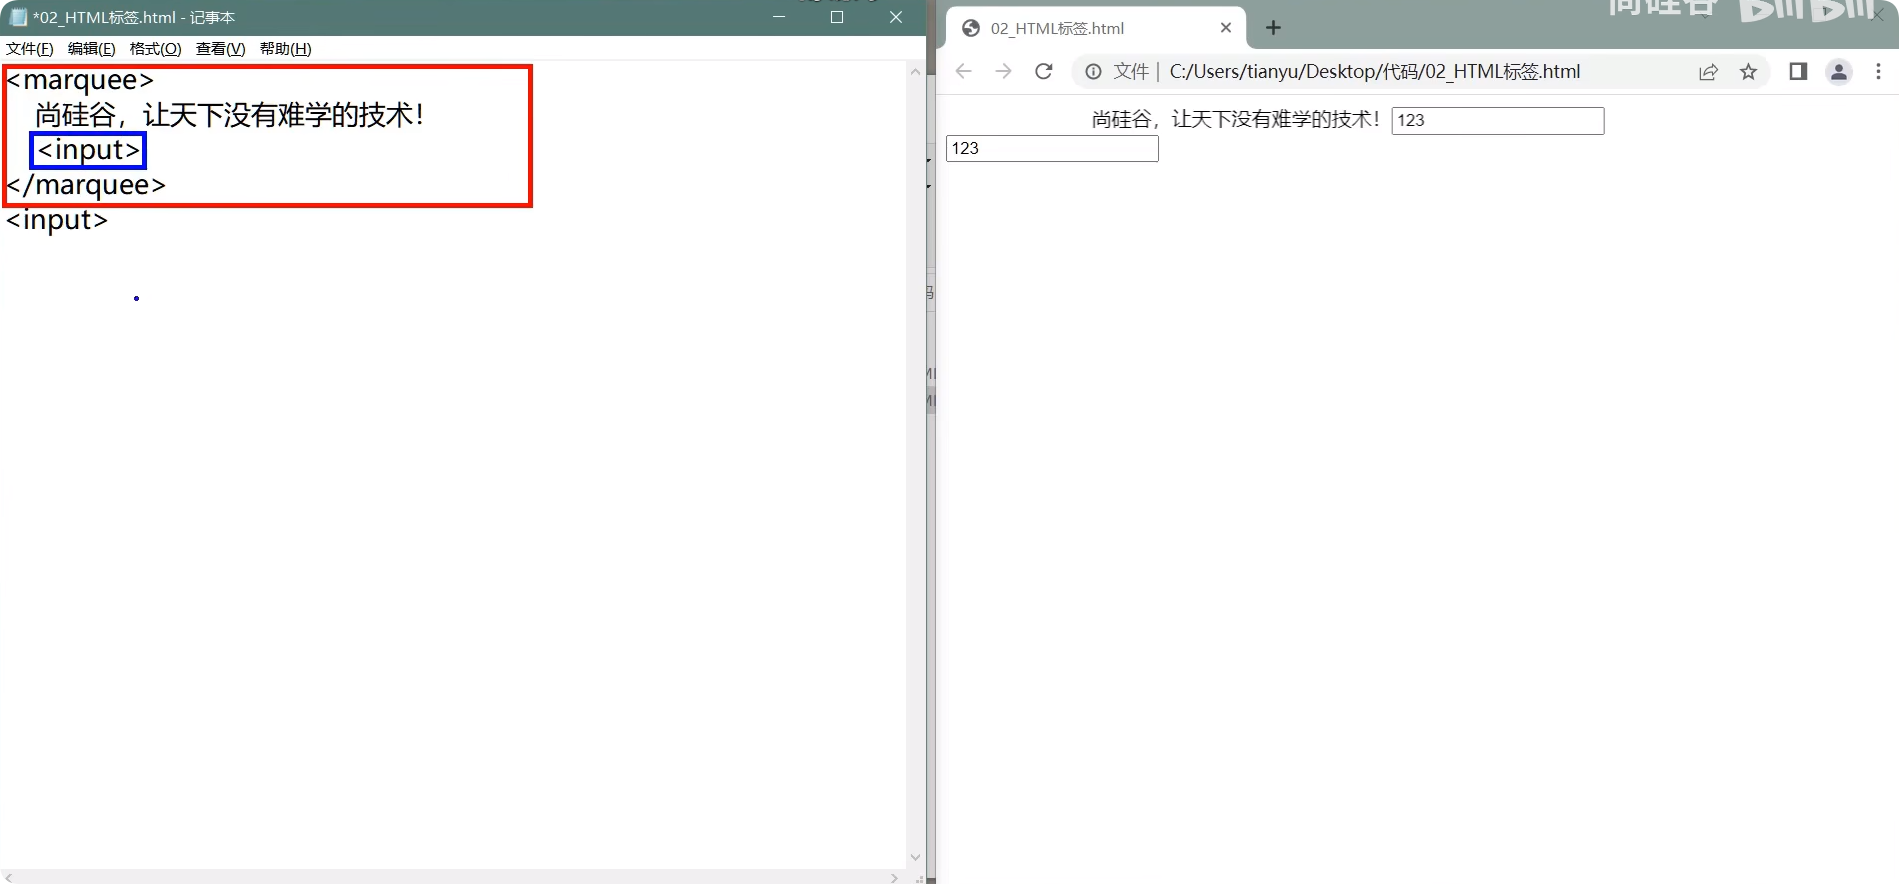 *02_HTML标签.html - 记事本
文件(F) 编辑(E) 格式(O) 查看(V) 帮助(H)
<marquee>
尚硅谷，让天下没有难学的技术！
<input>
</marquee>
<input>
02_HTML标签.html
文件 | C:/Users/tianyu/Desktop/代码/02_HTML标签.html
尚硅谷，让天下没有难学的技术！ 123
123
尚硅谷 bilibili